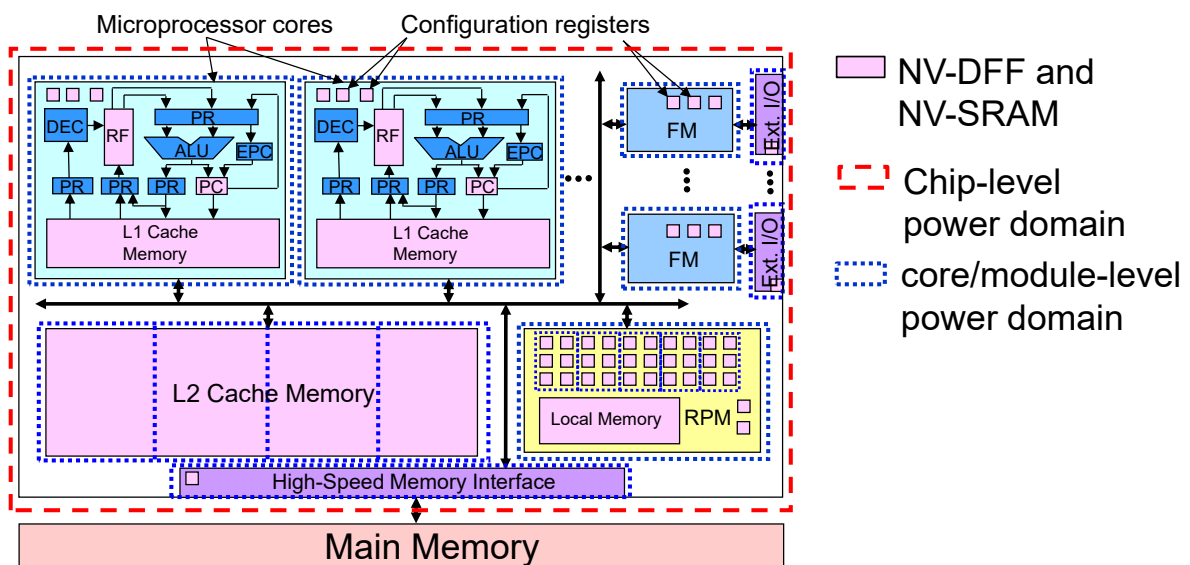 Microprocessor cores
Configuration registers
DEC
RF
PR
ALU
EPC
PR
PR
PR
PC
L1 Cache
Memory
DEC
RF
PR
ALU
EPC
PR
PR
PR
PC
L1 Cache
Memory
FM
Ext. I/O
FM
Ext. I/O
L2 Cache Memory
Local Memory
RPM
High-Speed Memory Interface
Main Memory
NV-DFF and
NV-SRAM
Chip-level
power domain
core/module-level
power domain